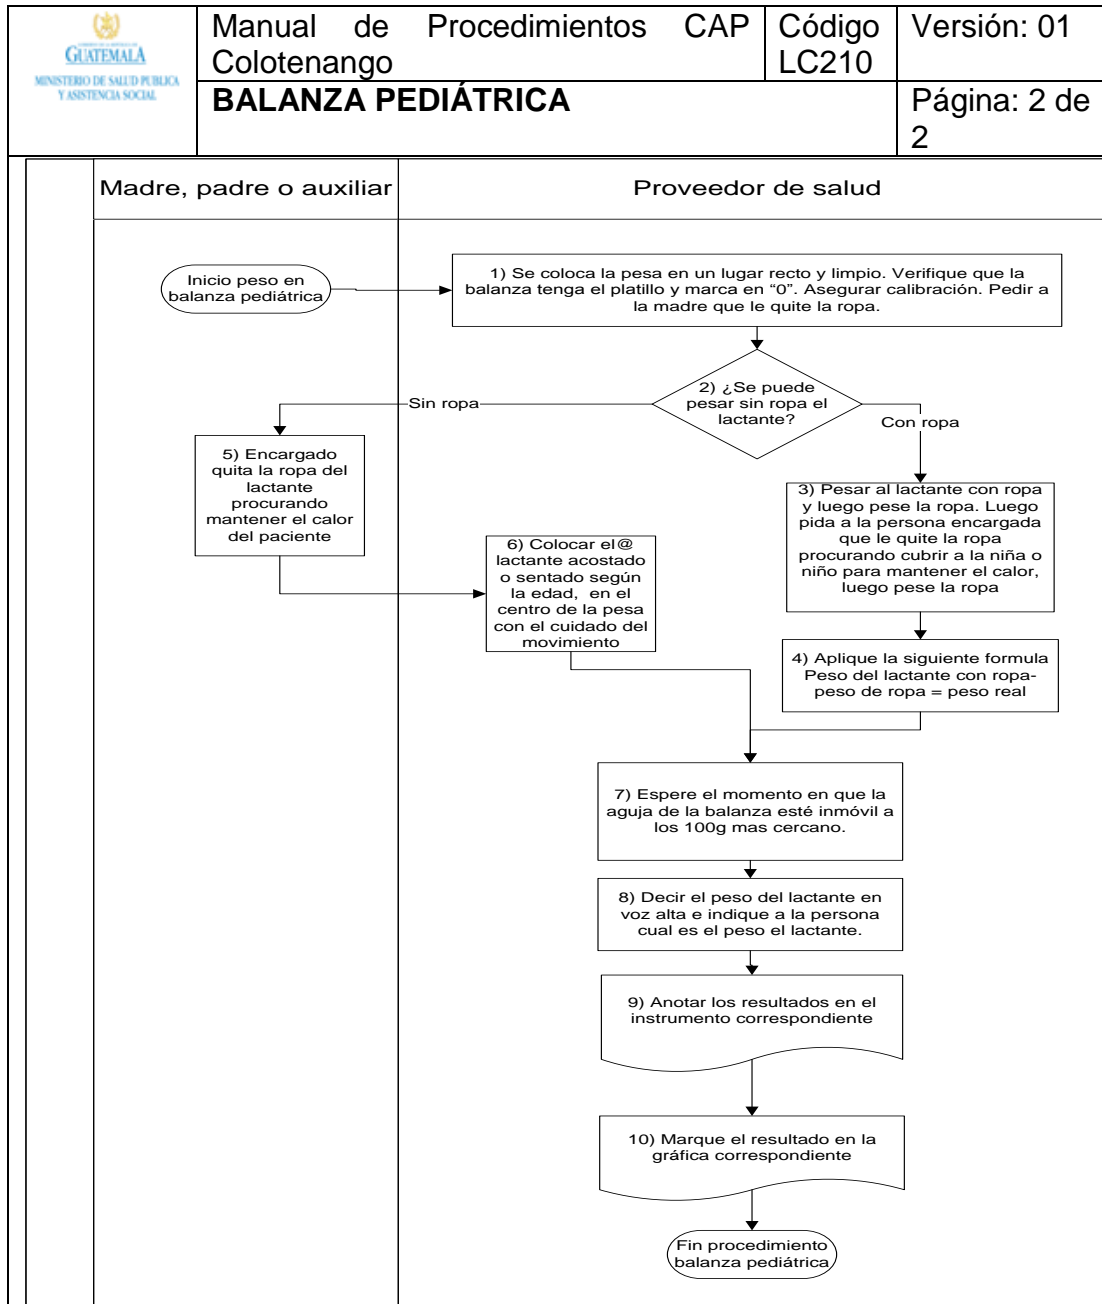 GUATEMALA
MINISTERIO DE SALUD PUBLICA
Y ASISTENCIA SOCIAL
Manual de Procedimientos CAP
Colotenango
Código
LC210
Versión: 01
BALANZA PEDIÁTRICA
Página: 2 de
2
Madre, padre o auxiliar
Proveedor de salud
Inicio peso en
balanza pediátrica
1) Se coloca la pesa en un lugar recto y limpio. Verifique que la
balanza tenga el platillo y marca en “0”. Asegurar calibración. Pedir a
la madre que le quite la ropa.
2) ¿Se puede
pesar sin ropa el
lactante?
Sin ropa
Con ropa
5) Encargado
quita la ropa del
lactante
procurando
mantener el calor
del paciente
3) Pesar al lactante con ropa
y luego pese la ropa. Luego
pida a la persona encargada
que le quite la ropa
procurando cubrir a la niña o
niño para mantener el calor,
luego pese la ropa
6) Colocar el@
lactante acostado
o sentado según
la edad, en el
centro de la pesa
con el cuidado del
movimiento
4) Aplique la siguiente formula
Peso del lactante con ropa-
peso de ropa = peso real
7) Espere el momento en que la
aguja de la balanza esté inmóvil a
los 100g mas cercano.
8) Decir el peso del lactante en
voz alta e indique a la persona
cual es el peso el lactante.
9) Anotar los resultados en el
instrumento correspondiente
10) Marque el resultado en la
gráfica correspondiente
Fin procedimiento
balanza pediátrica